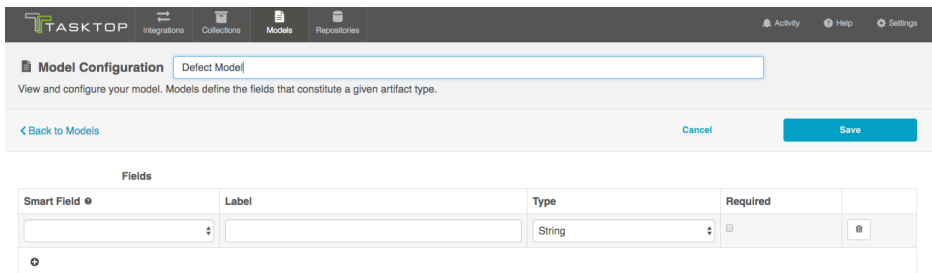 TASKTOP Integrations Collections Models Repositories Activity Help Settings
Model Configuration Defect Model
View and configure your model. Models define the fields that constitute a given artifact type.
Back to Models Cancel Save
Fields
Smart Field Label Type Required
String